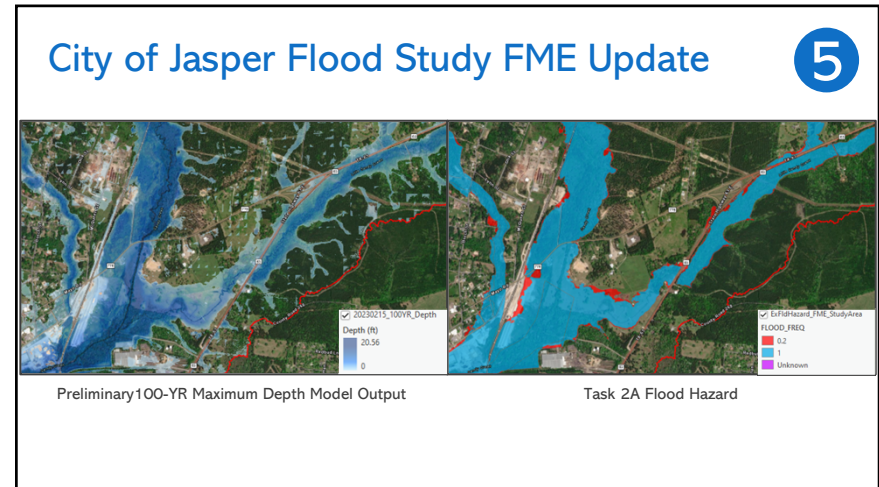 City of Jasper Flood Study FME Update
5
20230215_100YR_Depth
Depth (ft)
20.56
0
ExFldHazard_FME_StudyArea
FLOOD_FREQ
0.2
1
Unknown
Preliminary100-YR Maximum Depth Model Output
Task 2A Flood Hazard